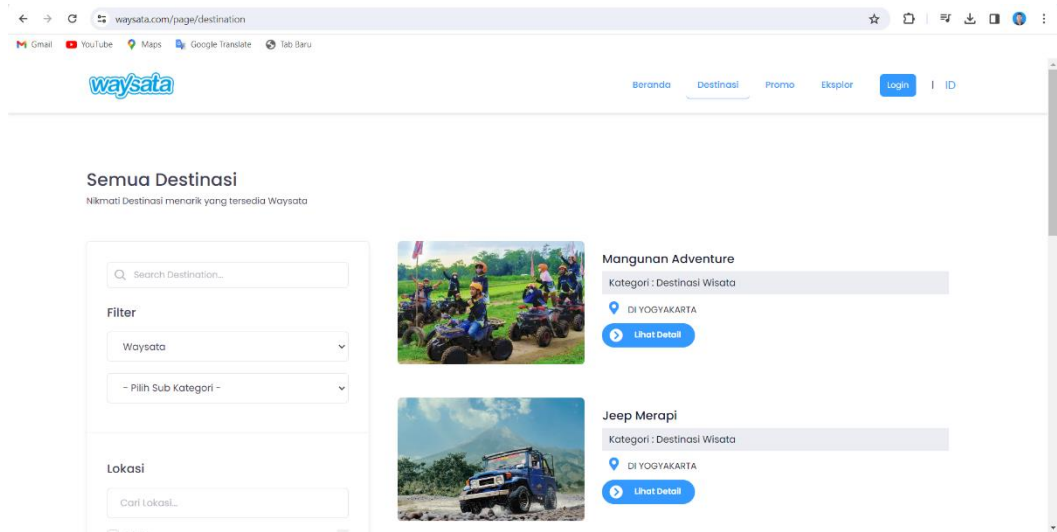 waysata.com/page/destination
Gmail YouTube Maps Google Translate Tab Baru
waysata
Beranda Destinasi Promo Eksplor Login | ID
Semua Destinasi
Nikmati Destinasi menarik yang tersedia Waysata
Search Destination...
Filter
Waysata
- Pilih Sub Kategori -
Lokasi
Cari Lokasi...
Mangunan Adventure
Kategori : Destinasi Wisata
DI YOGYAKARTA
Lihat Detail
Jeep Merapi
Kategori : Destinasi Wisata
DI YOGYAKARTA
Lihat Detail